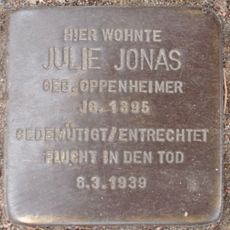 HIER WOHNTE
JULIE JONAS
GEB. OPPENHEIMER
JG. 1895
GEDEMÜTIGT/ENTRECHTET
FLUCHT IN DEN TOD
6.3.1939